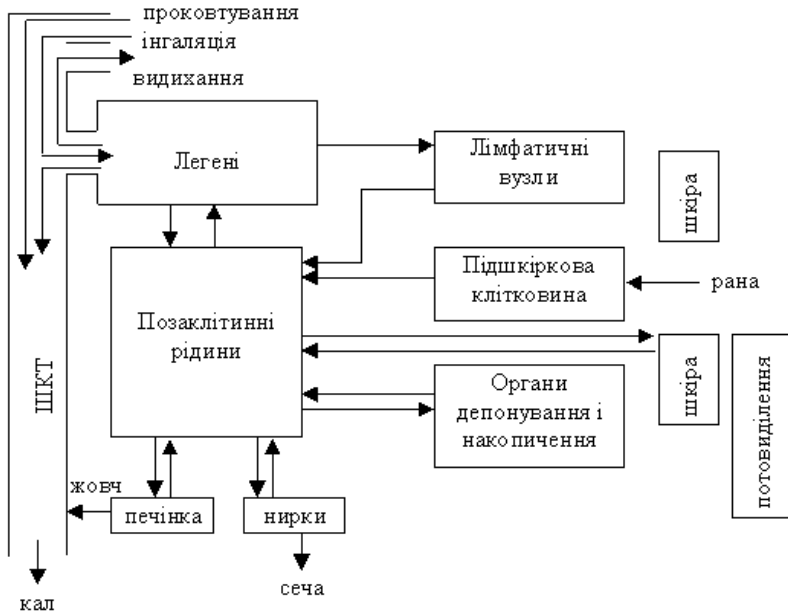 проковтування
інгаляція
видихання
Легені
Лімфатичні
вузли
шкіра
Підшкіркова
клітковина
рана
Позаклітинні
рідини
ШКТ
Органи
депонування і
накопичення
шкіра
потовиділення
жовч
печінка
нирки
сеча
кал